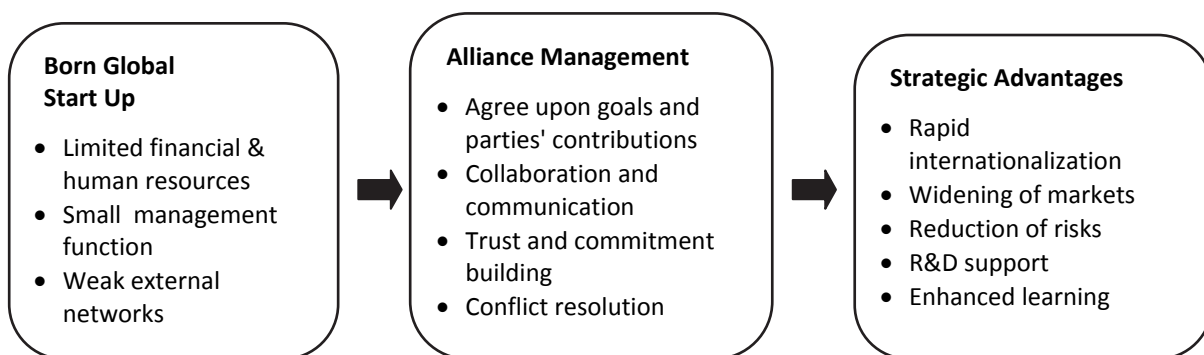 Born Global
Start Up
• Limited financial &
human resources
• Small management
function
• Weak external
networks
Alliance Management
• Agree upon goals and
parties' contributions
• Collaboration and
communication
• Trust and commitment
building
• Conflict resolution
Strategic Advantages
• Rapid
internationalization
• Widening of markets
• Reduction of risks
• R&D support
• Enhanced learning